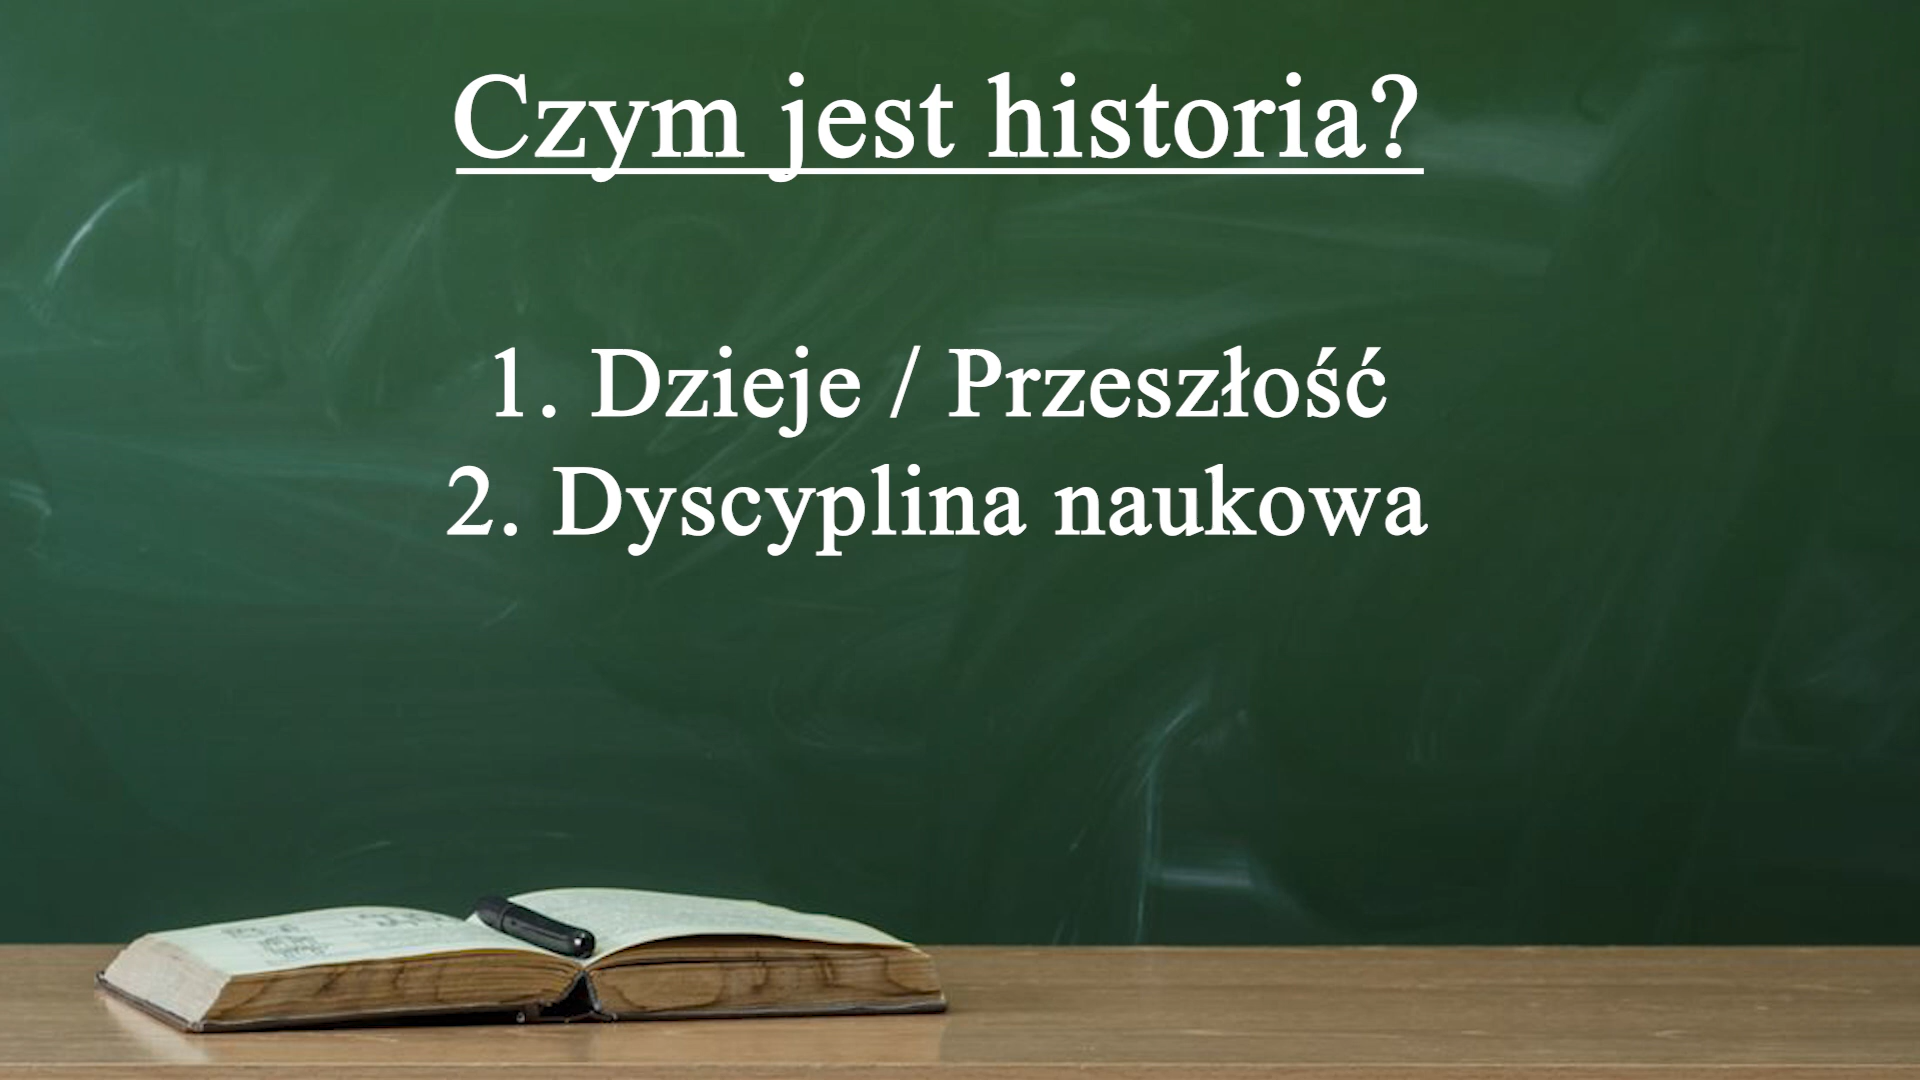 Czym jest historia?
1. Dzieje / Przeszłość
2. Dyscyplina naukowa